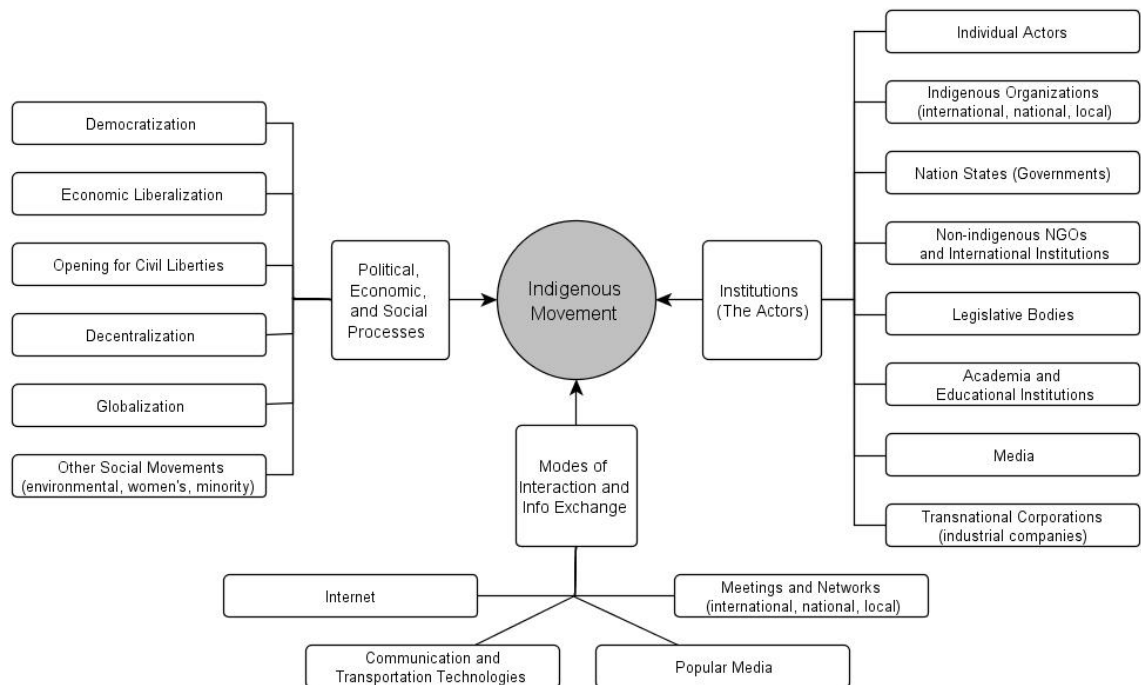 Democratization
Economic Liberalization
Opening for Civil Liberties
Decentralization
Globalization
Other Social Movements
(environmental, women's, minority)
Political,
Economic,
and Social
Processes
Indigenous
Movement
Institutions
(The Actors)
Individual Actors
Indigenous Organizations
(international, national, local)
Nation States (Governments)
Non-indigenous NGOs
and International Institutions
Legislative Bodies
Academia and
Educational Institutions
Media
Transnational Corporations
(industrial companies)
Modes of
Interaction and
Info Exchange
Internet
Meetings and Networks
(international, national, local)
Communication and
Transportation Technologies
Popular Media